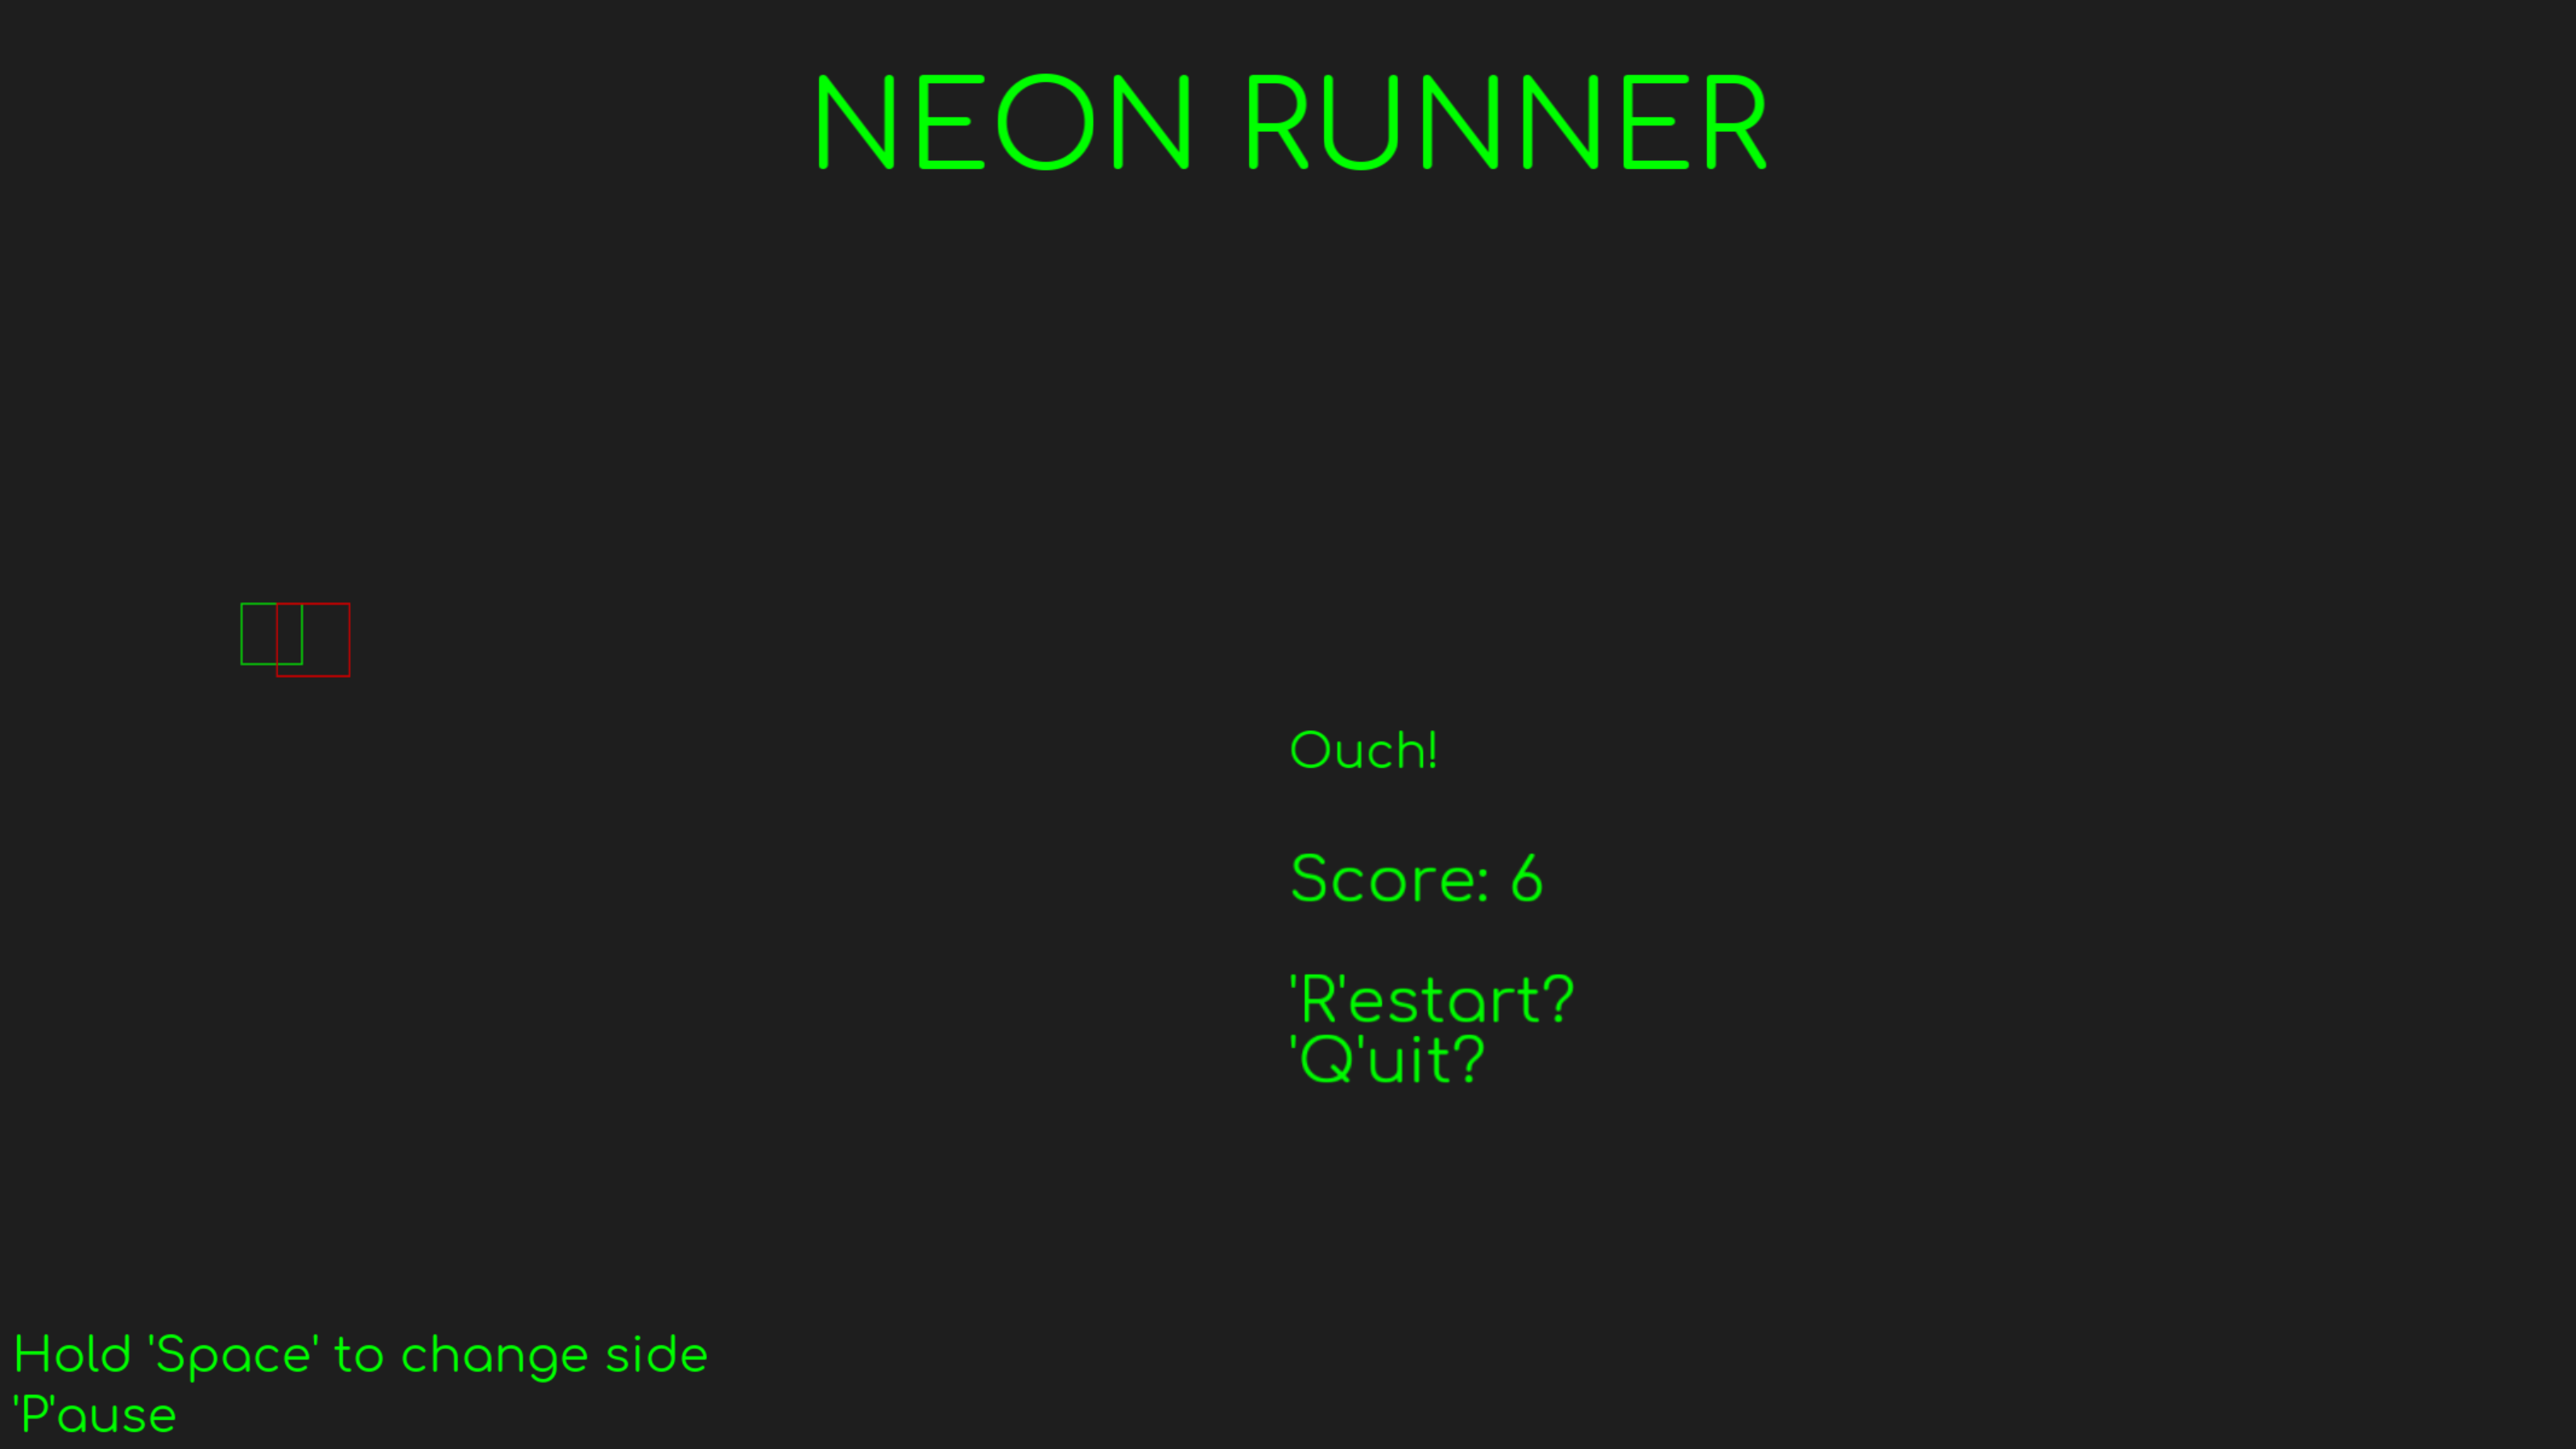 NEON RUNNER
Ouch!
Score: 6
'R'estart?
'Q'uit?
Hold 'Space' to change side
'P'ause